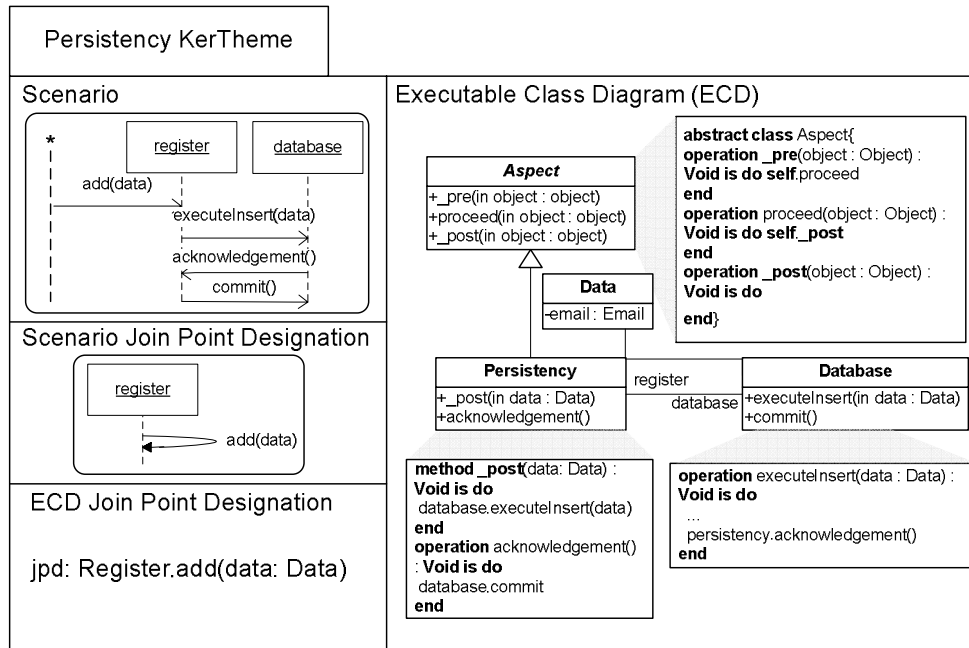 Persistency KerTheme
Scenario
*
register
database
add(data)
executeInsert(data)
acknowledgement()
commit()
Scenario Join Point Designation
register
add(data)
ECD Join Point Designation
jpd: Register.add(data: Data)
Executable Class Diagram (ECD)
Aspect
+_pre(in object : object)
+proceed(in object : object)
+_post(in object : object)
abstract class Aspect{
operation _pre(object : Object) :
Void is do self.proceed
end
operation proceed(object : Object) :
Void is do self._post
end
operation _post(object : Object) :
Void is do
end}
Data
-email : Email
Persistency
+_post(in data : Data)
+acknowledgement()
register
database
Database
+executeInsert(in data : Data)
+commit()
method _post(data: Data) :
Void is do
database.executeInsert(data)
end
operation acknowledgement()
: Void is do
database.commit
end
operation executeInsert(data : Data) :
Void is do
...
persistency.acknowledgement()
end